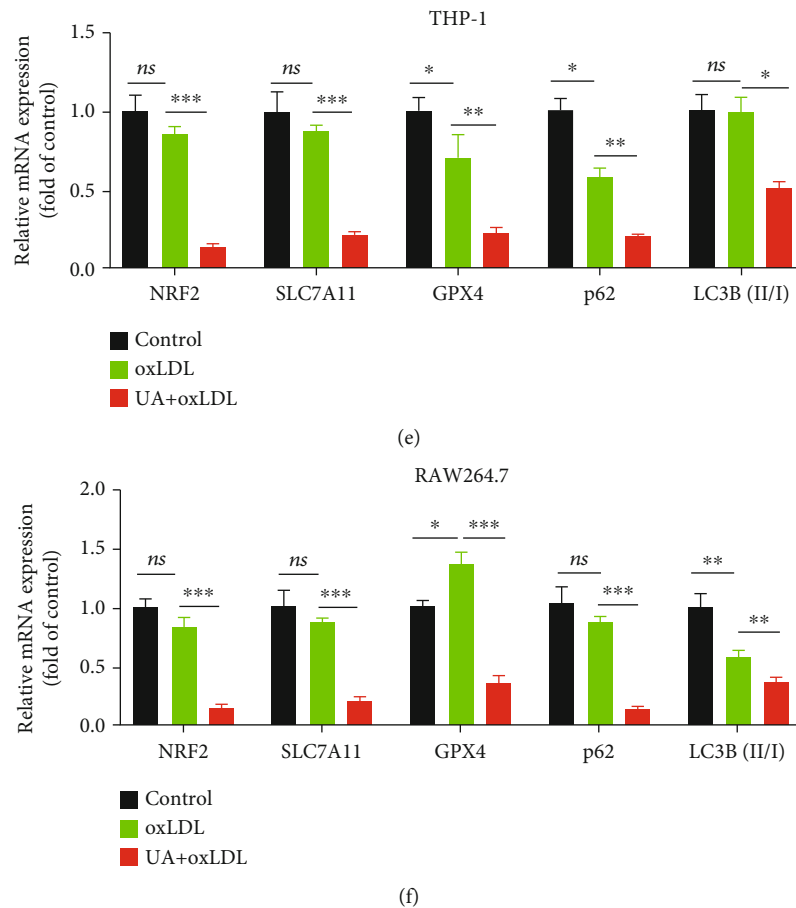 THP-1
Relative mRNA expression
(fold of control)
1.5
1.0
0.5
0.0
ns
***
ns
***
*
**
*
**
ns
*
NRF2
SLC7A11
GPX4
p62
LC3B (II/I)
Control
oxLDL
UA+oxLDL
(e)
RAW264.7
Relative mRNA expression
(fold of control)
2.0
1.5
1.0
0.5
0.0
ns
***
ns
***
*
***
ns
***
**
**
NRF2
SLC7A11
GPX4
p62
LC3B (II/I)
Control
oxLDL
UA+oxLDL
(f)